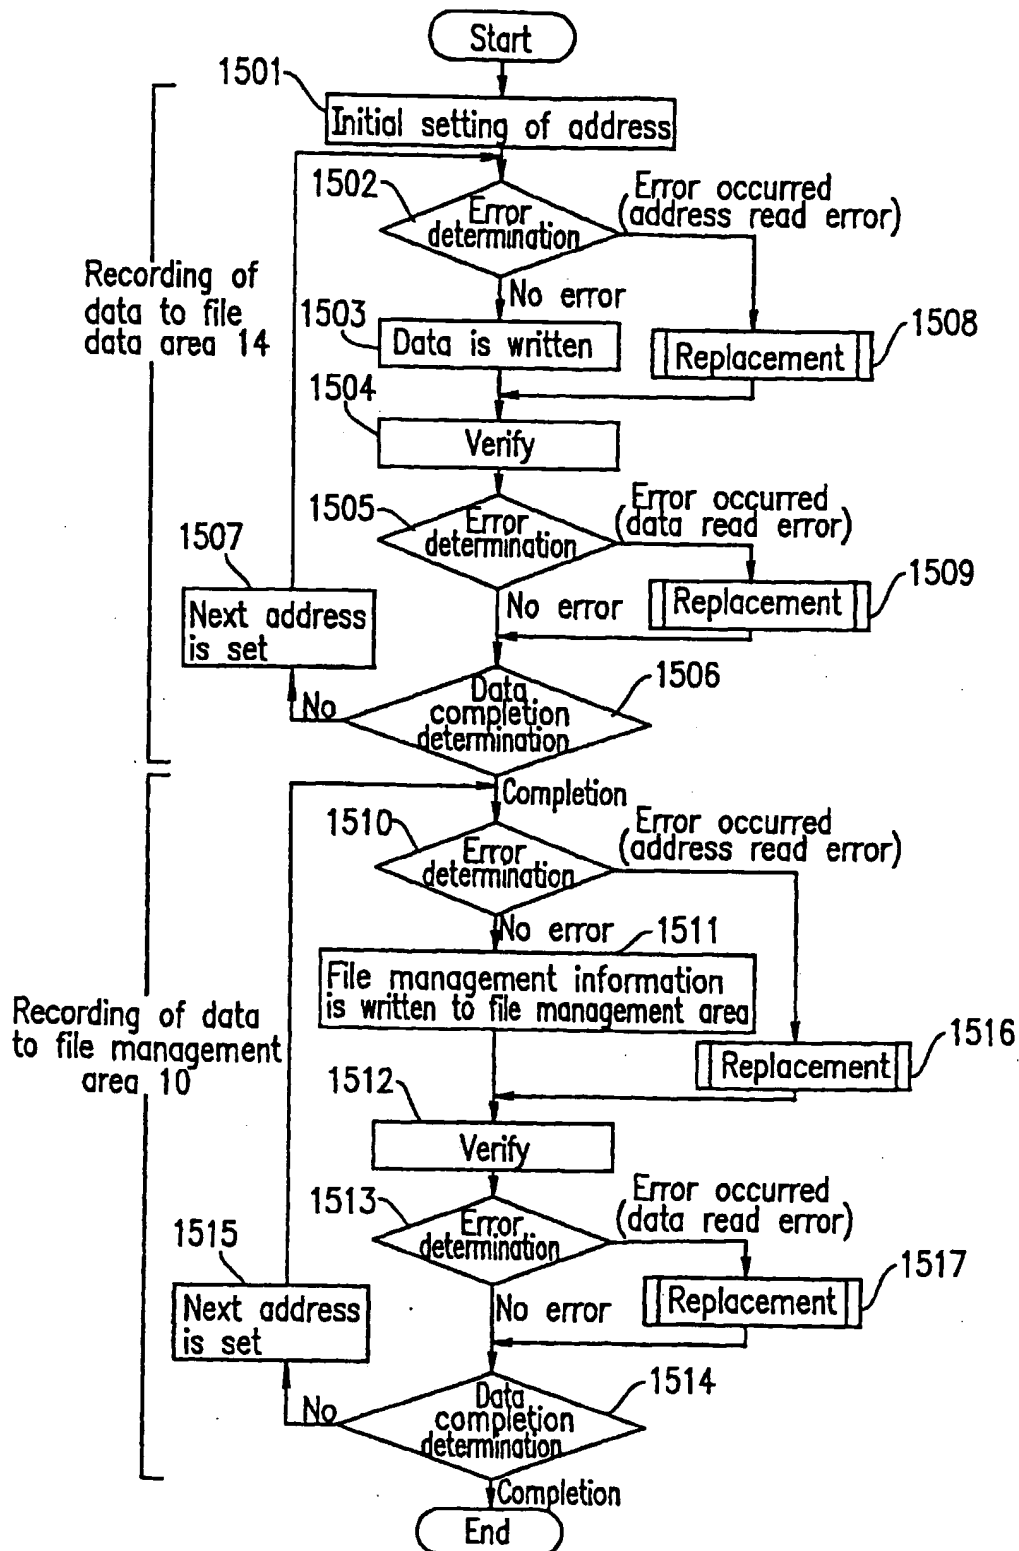 Start
1501
Initial setting of address
1502
Error
determination
(Error occurred
(address read error)
Recording of
data to file
data area 14
No error
1503
Data is written
Replacement
1508
1504
Verify
1505
Error
determination
(Error occurred
(data read error)
1507
Next address
is set
No error
Replacement
1509
1506
No
Data
completion
determination
Completion
1510
Error
determination
(Error occurred
(address read error)
No error
1511
File management information
is written to file management area
Recording of data
to file management
area 10
Replacement
1516
1512
Verify
1513
Error
determination
(Error occurred
(data read error)
1515
Next address
is set
No error
Replacement
1517
1514
No
Data
completion
determination
Completion
End